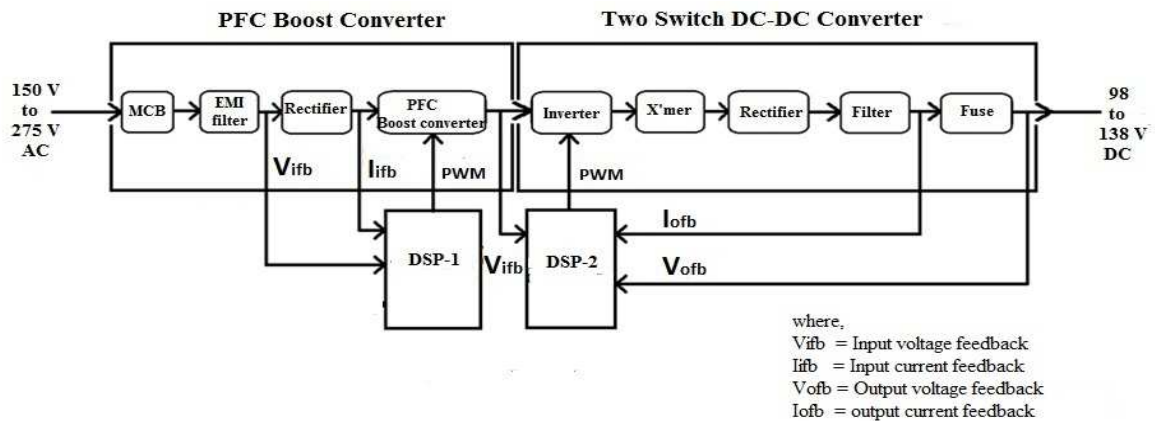 PFC Boost Converter
Two Switch DC-DC Converter
150 V
to
275 V
AC
MCB
EMI
filter
Rectifier
PFC
Boost converter
Inverter
X'mer
Rectifier
Filter
Fuse
98
to
138 V
DC
Vifb
Iifb
PWM
PWM
Iofb
DSP-1
Vifb
DSP-2
Vofb
where,
Vifb = Input voltage feedback
Iifb = Input current feedback
Vofb = Output voltage feedback
Iofb = output current feedback